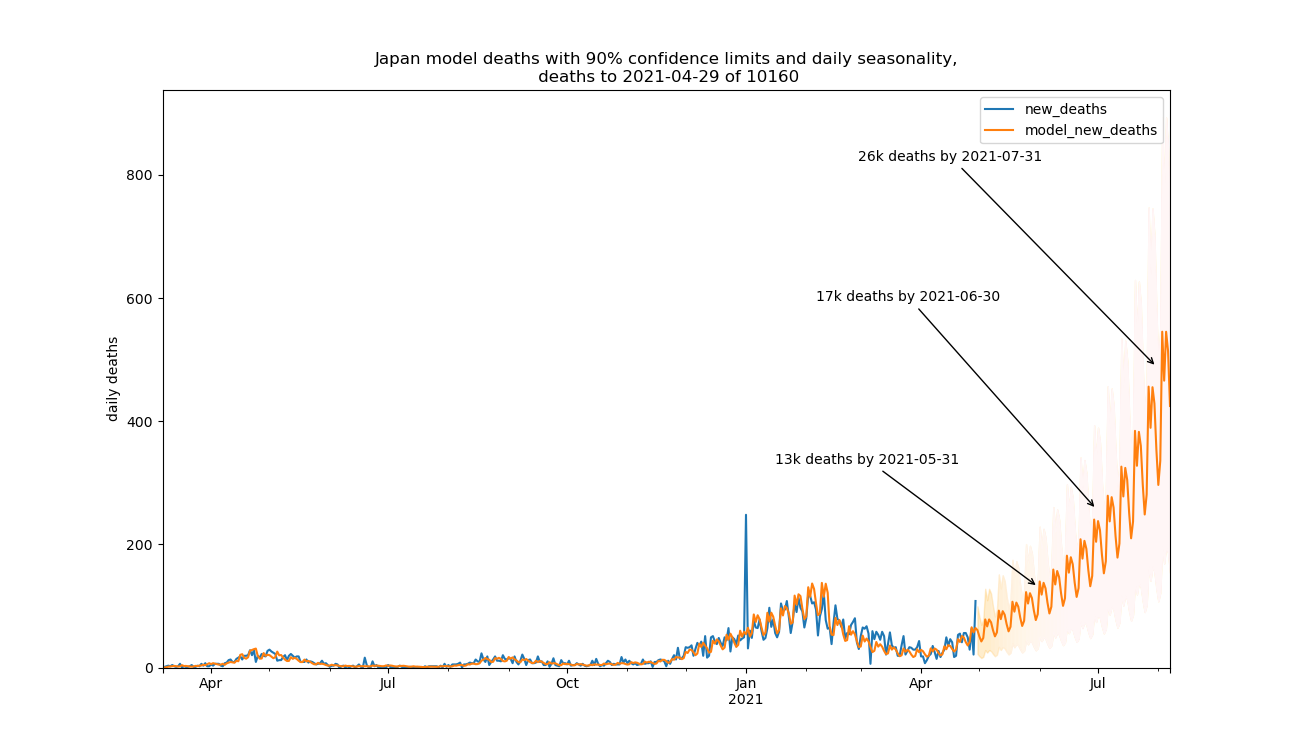 Japan model deaths with 90% confidence limits and daily seasonality,
deaths to 2021-04-29 of 10160
new_deaths
model_new_deaths
26k deaths by 2021-07-31
17k deaths by 2021-06-30
13k deaths by 2021-05-31
daily deaths
800
600
400
200
0
Apr
Jul
Oct
Jan
2021
Apr
Jul